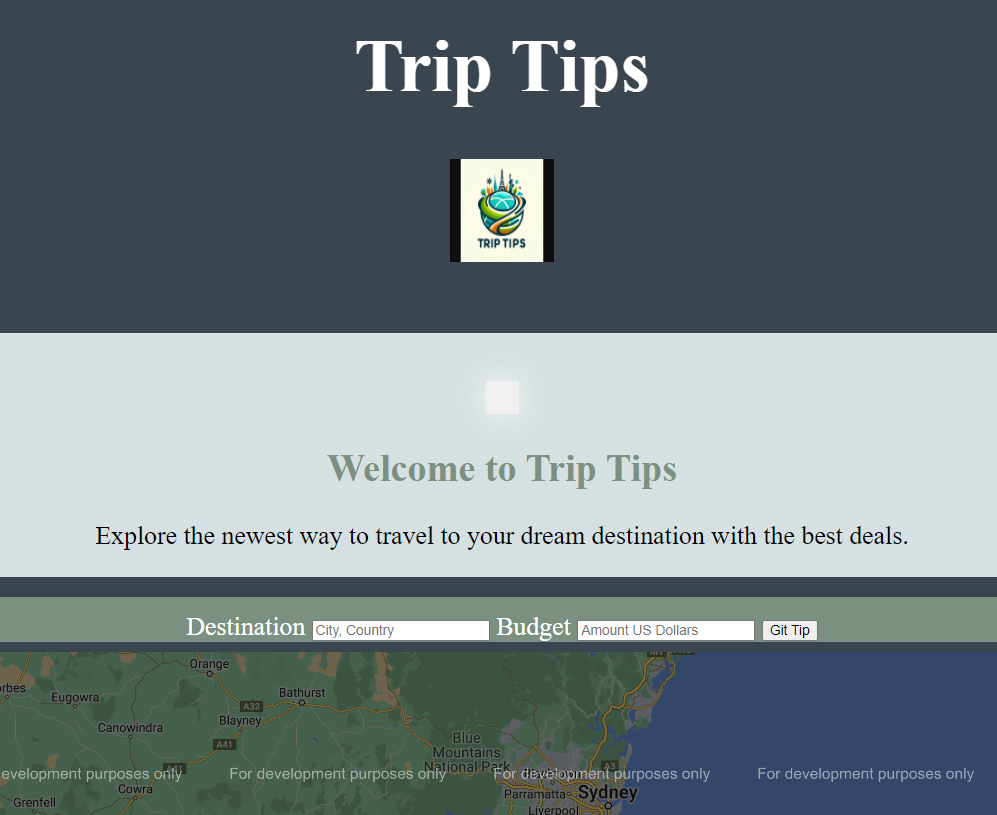 Trip Tips
TRIP TIPS
Welcome to Trip Tips
Explore the newest way to travel to your dream destination with the best deals.
Destination City, Country Budget Amount US Dollars Git Tip
Orange
rbes
Eugowra
Bathurst
A32
Canowindra
Blayney
A41
Blue
Mountains
National Park
A41
A3
evelopment purposes only For development purposes only For development purposes only For development purposes only
Cowra
Parramatta
Sydney
Grenfell
Liverpool